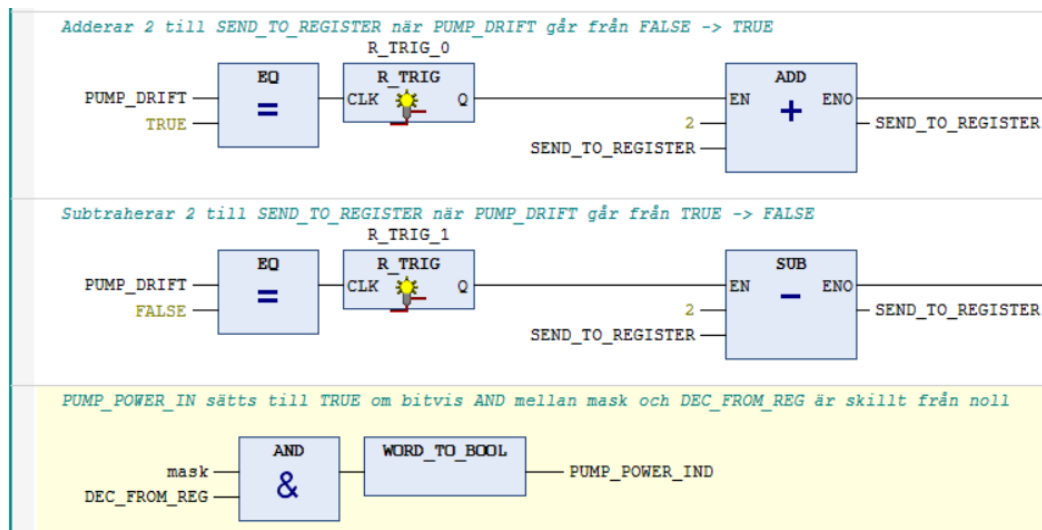 Adderar 2 till SEND_TO_REGISTER när PUMP_DRIFT går från FALSE -> TRUE
R_TRIG_0
EQ R_TRIG ADD
PUMP_DRIFT = CLK Q EN + ENO
TRUE 2 SEND_TO_REGISTER
SEND_TO_REGISTER
Subtraherar 2 till SEND_TO_REGISTER när PUMP_DRIFT går från TRUE -> FALSE
R_TRIG_1
EQ R_TRIG SUB
PUMP_DRIFT = CLK Q EN - ENO
FALSE 2 SEND_TO_REGISTER
SEND_TO_REGISTER
PUMP_POWER_IN sätts till TRUE om bitvis AND mellan mask och DEC_FROM_REG är skillt från noll
AND WORD_TO_BOOL
mask & PUMP_POWER_IND
DEC_FROM_REG